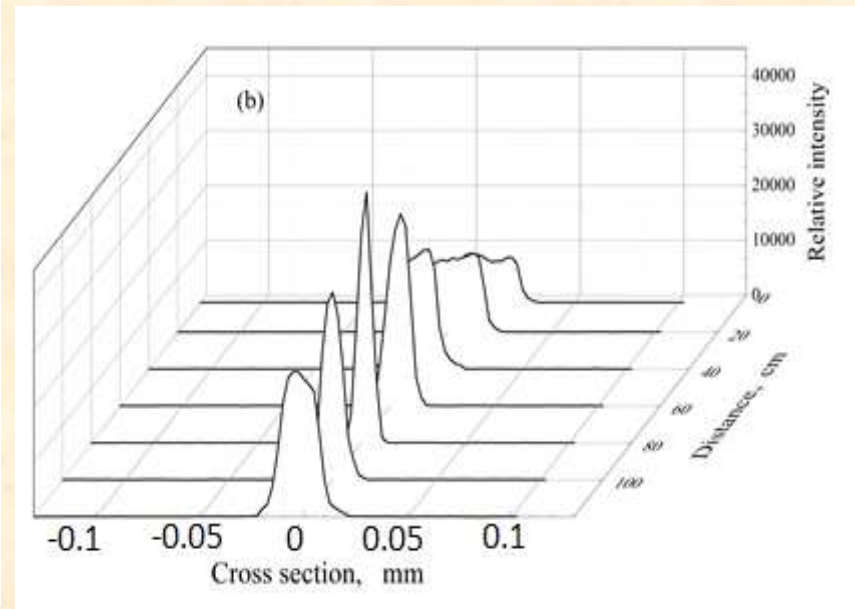 (b)
40000
30000
20000
10000
0
Relative intensity
0
20
40
60
80
100
Distance, cm
-0.1 -0.05 0 0.05 0.1
Cross section, mm